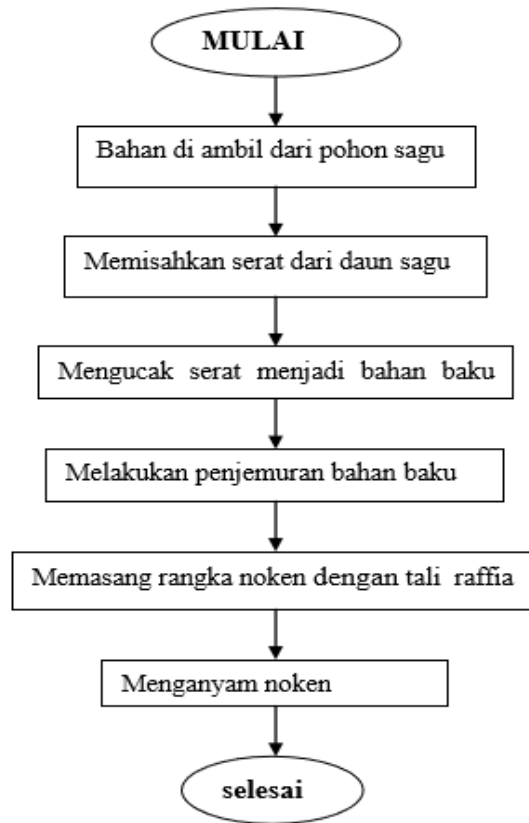 MULAI
Bahan di ambil dari pohon sagu
Memisahkan serat dari daun sagu
Mengucak serat menjadi bahan baku
Melakukan penjemuran bahan baku
Memasang rangka noken dengan tali raffia
Menganyam noken
selesai